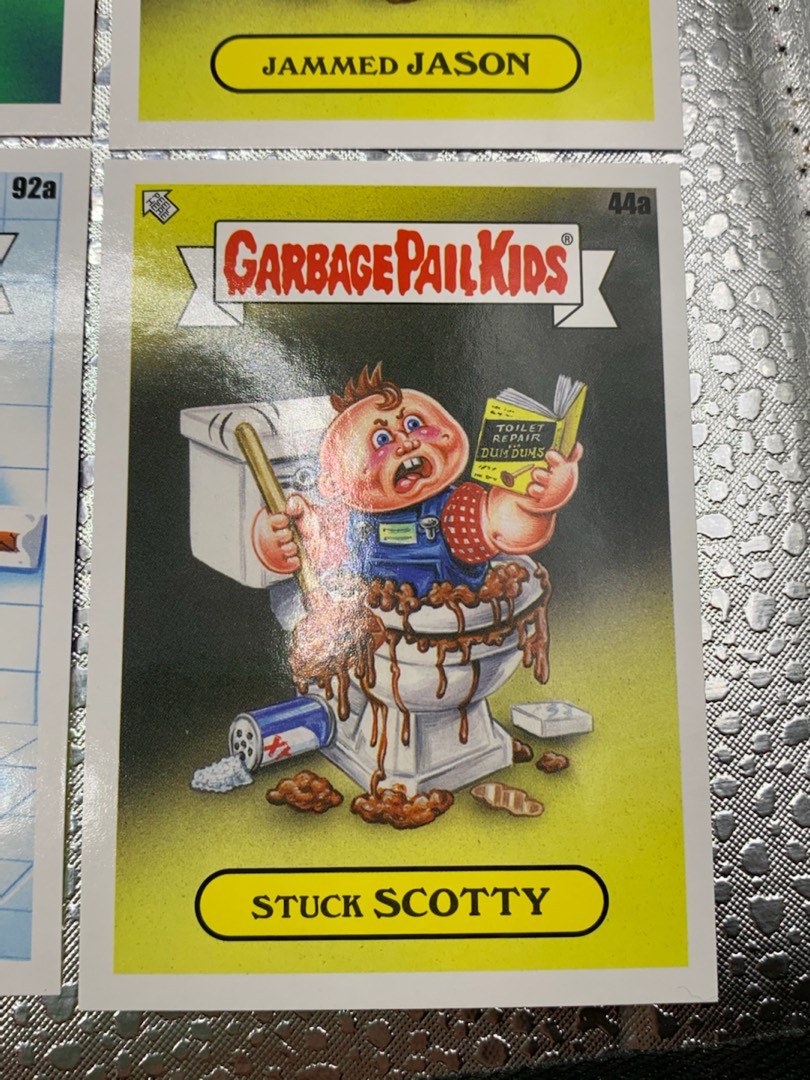 JAMMED JASON
92a
44a
GARBAGE PAIL KIDS®
TOILET
REPAIR
FOR
DUM DUMS
STUCK SCOTTY